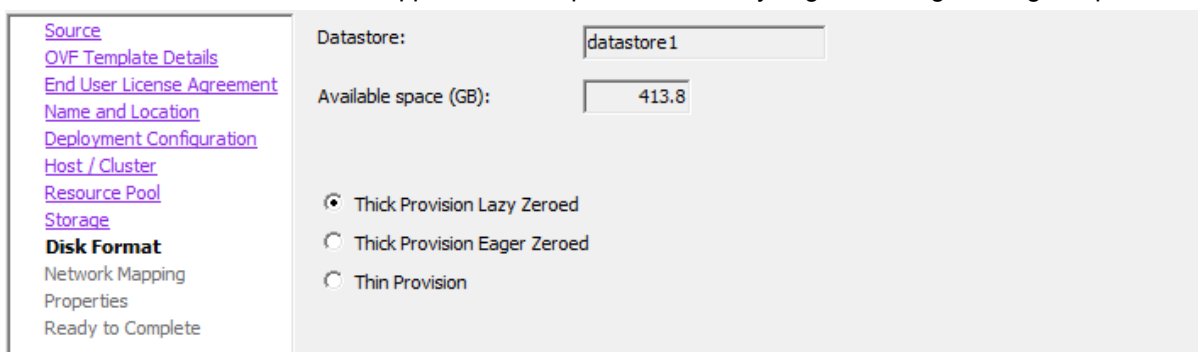 Source
OVF Template Details
End User License Agreement
Name and Location
Deployment Configuration
Host / Cluster
Resource Pool
Storage
Disk Format
Network Mapping
Properties
Ready to Complete
Datastore: datastore1
Available space (GB): 413.8
Thick Provision Lazy Zeroed
Thick Provision Eager Zeroed
Thin Provision